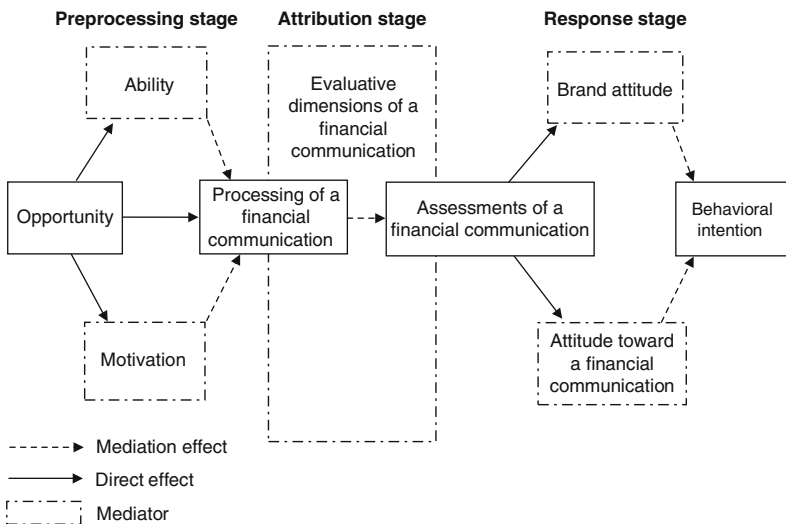 Preprocessing stage
Attribution stage
Response stage
Ability
Evaluative
dimensions of a
financial
communication
Brand attitude
Opportunity
Processing of a
financial
communication
Assessments of a
financial communication
Behavioral
intention
Motivation
Attitude toward
a financial
communication
Mediation effect
Direct effect
Mediator